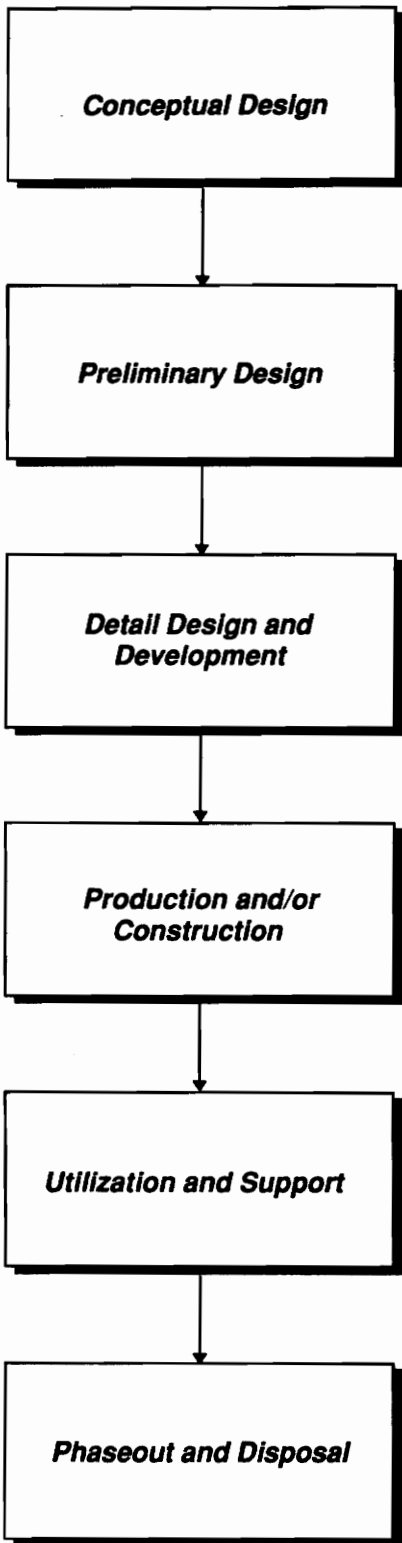 Conceptual Design
Preliminary Design
Detail Design and
Development
Production and/or
Construction
Utilization and Support
Phaseout and Disposal